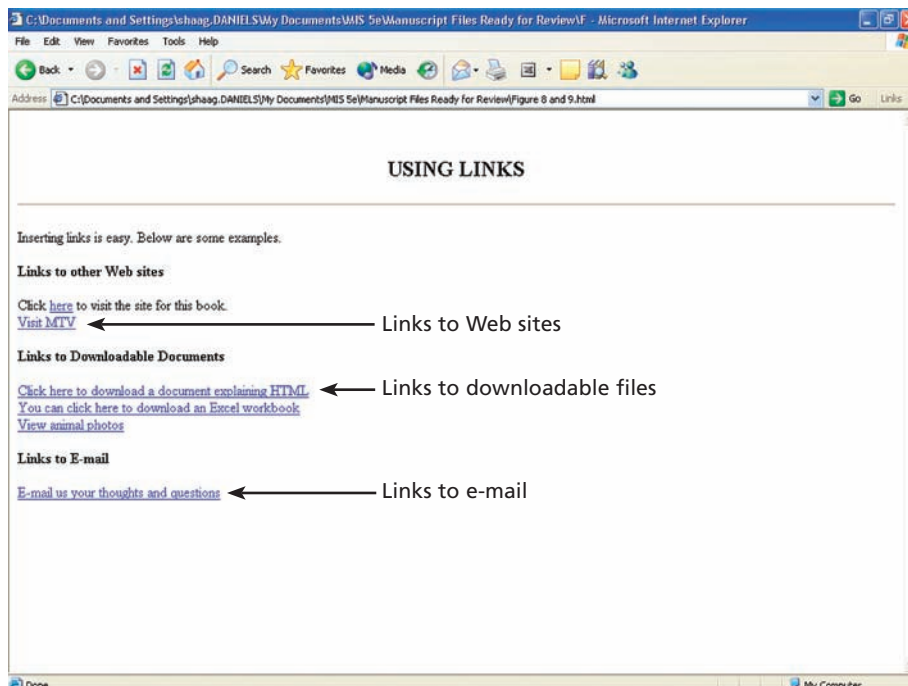 C:\Documents and Settings\shaag.DANIELS\My Documents\MIS 5e\Manuscript Files Ready for Review\F - Microsoft Internet Explorer
File Edit View Favorites Tools Help
Back Search Favorites Media
Address C:\Documents and Settings\shaag.DANIELS\My Documents\MIS 5e\Manuscript Files Ready for Review\Figure 8 and 9.html Go Links
USING LINKS
Inserting links is easy. Below are some examples.
Links to other Web sites
Click here to visit the site for this book.
Visit MTV Links to Web sites
Links to Downloadable Documents
Click here to download a document explaining HTML Links to downloadable files
You can click here to download an Excel workbook
View animal photos
Links to E-mail
E-mail us your thoughts and questions Links to e-mail
Done My Computer